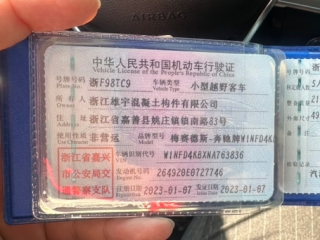 AIRBAG
中华人民共和国机动车行驶证
Vehicle License of the People's Republic of China
号牌号码 浙F98TC9 车辆类型 小型越野客车
Plate No. Vehicle Type
所有人 浙江雄宇混凝土构件有限公司
Owner
住址 浙江省嘉善县姚庄镇镇南路83号
Address
使用性质 非营运 品牌型号 梅赛德斯-奔驰牌W1NFD4K
Use Character Model
浙江省嘉兴
市公安局交
通警察支队
车辆识别代号 W1NFD4KBXNA763836
VIN
发动机号码 264920E0727746
Engine No.
注册日期 2023-01-07 发证日期 2023-01-07
Register Date Issue Date